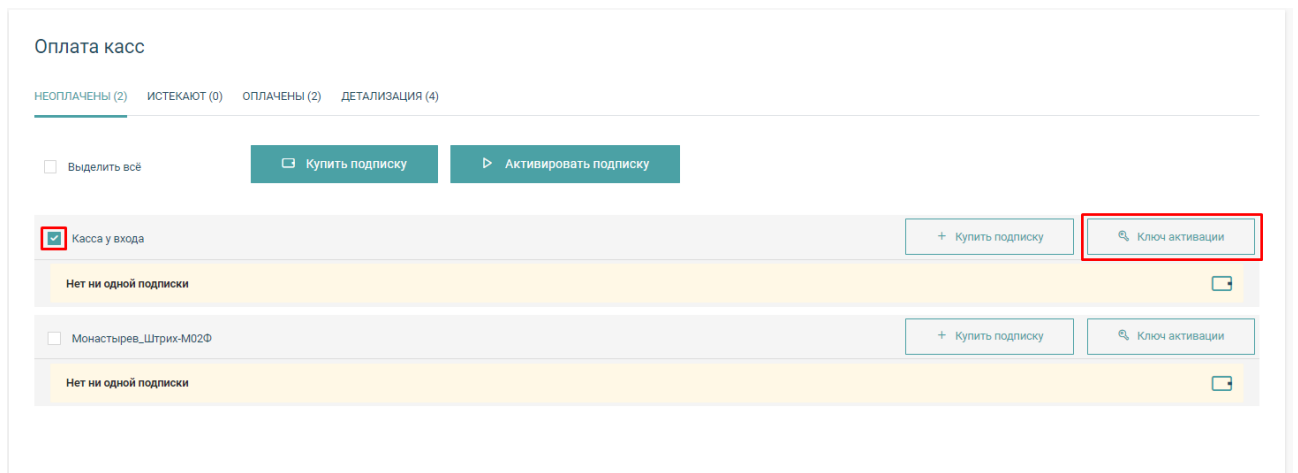 Оплата касс
НЕОПЛАЧЕНЫ (2) ИСТЕКАЮТ (0) ОПЛАЧЕНЫ (2) ДЕТАЛИЗАЦИЯ (4)
Выделить всё Купить подписку Активировать подписку
Касса у входа + Купить подписку Ключ активации
Нет ни одной подписки
Монастырев_Штрих-М02Ф + Купить подписку Ключ активации
Нет ни одной подписки